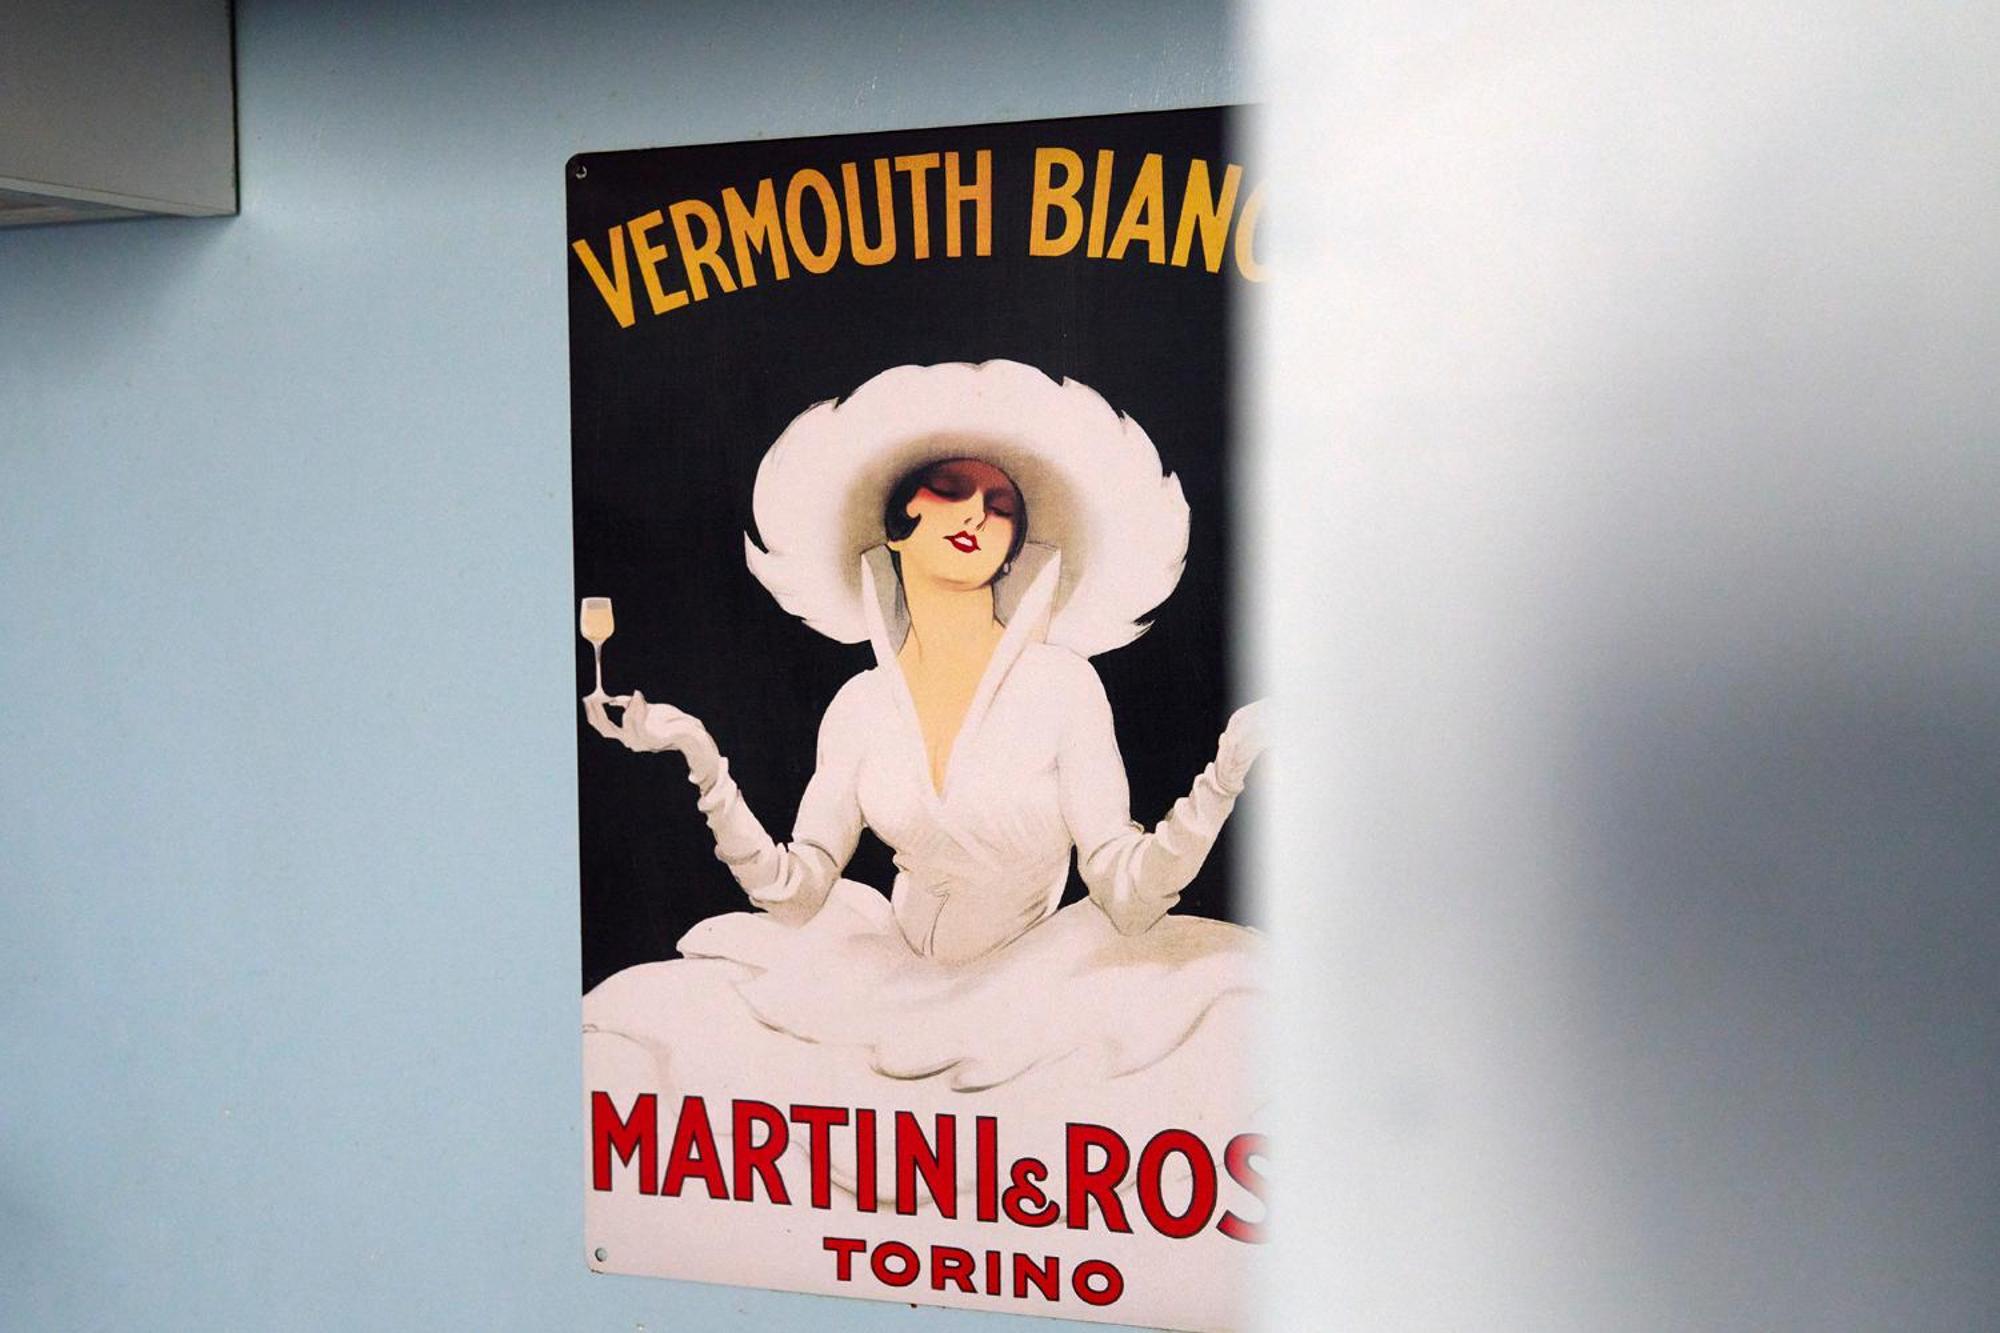 VERMOUTH BIANC
MARTINI & ROS
TORINO